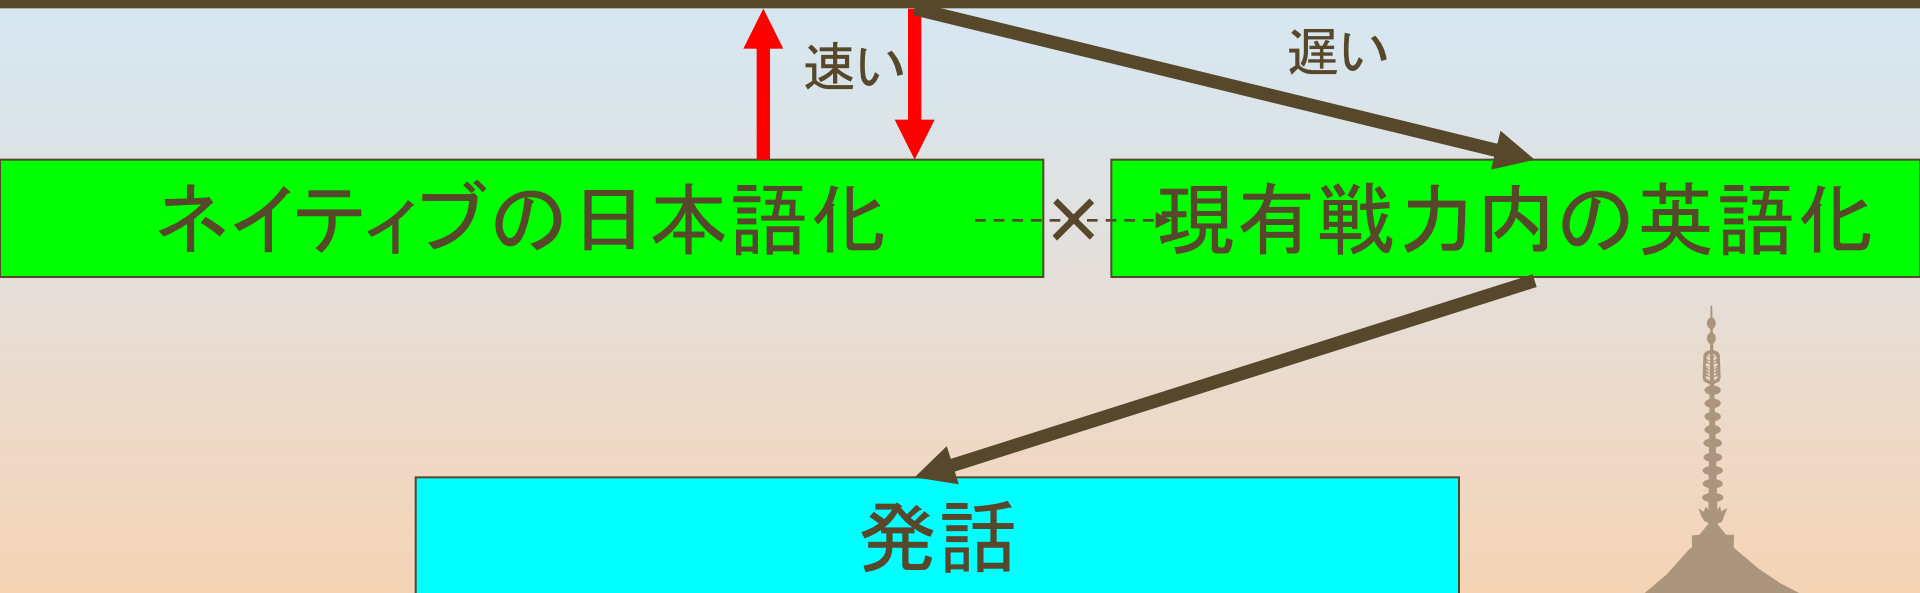 速い
遅い
ネイティブの日本語化
×
現有戦力内の英語化
発話